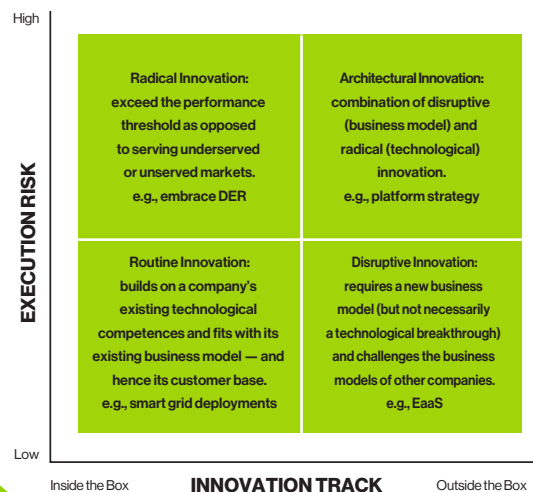 High
Radical Innovation:
exceed the performance
threshold as opposed
to serving underserved
or unserved markets.
e.g., embrace DER
Architectural Innovation:
combination of disruptive
(business model) and
radical (technological)
innovation.
e.g., platform strategy
EXECUTION RISK
Routine Innovation:
builds on a company's
existing technological
competences and fits with its
existing business model — and
hence its customer base.
e.g., smart grid deployments
Disruptive Innovation:
requires a new business
model (but not necessarily
a technological breakthrough)
and challenges the business
models of other companies.
e.g., EaaS
Low
Inside the Box
INNOVATION TRACK
Outside the Box